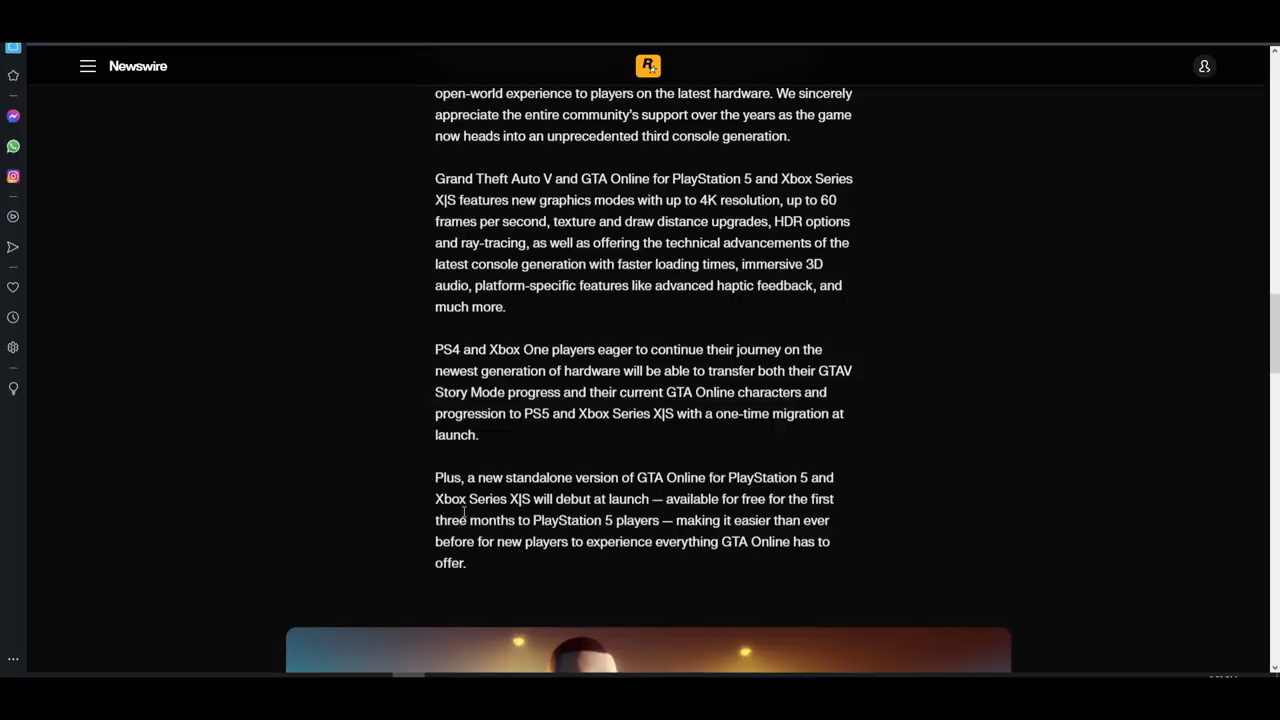 Newswire
R
open-world experience to players on the latest hardware. We sincerely
appreciate the entire community's support over the years as the game
now heads into an unprecedented third console generation.
Grand Theft Auto V and GTA Online for PlayStation 5 and Xbox Series
X|S features new graphics modes with up to 4K resolution, up to 60
frames per second, texture and draw distance upgrades, HDR options
and ray-tracing, as well as offering the technical advancements of the
latest console generation with faster loading times, immersive 3D
audio, platform-specific features like advanced haptic feedback, and
much more.
PS4 and Xbox One players eager to continue their journey on the
newest generation of hardware will be able to transfer both their GTAV
Story Mode progress and their current GTA Online characters and
progression to PS5 and Xbox Series X|S with a one-time migration at
launch.
Plus, a new standalone version of GTA Online for PlayStation 5 and
Xbox Series X|S will debut at launch — available for free for the first
three months to PlayStation 5 players — making it easier than ever
before for new players to experience everything GTA Online has to
offer.